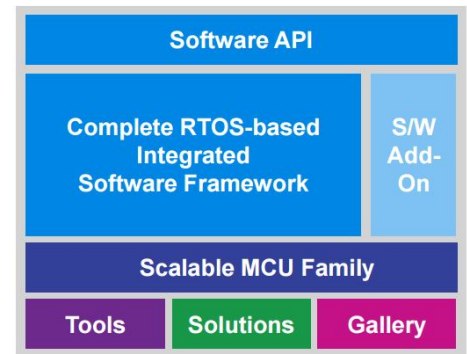 Software API
Complete RTOS-based
Integrated
Software Framework
S/W
Add-
On
Scalable MCU Family
Tools
Solutions
Gallery